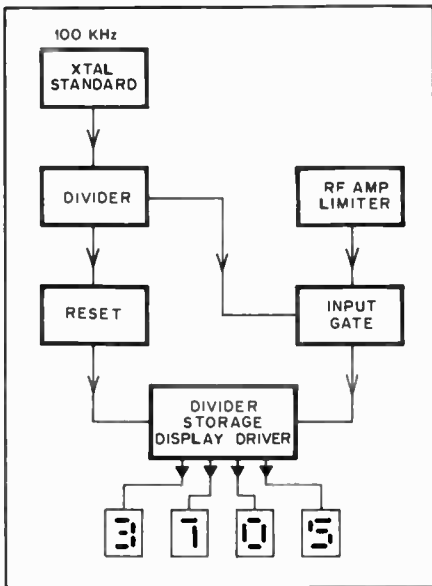 100 KHz
XTAL
STANDARD
DIVIDER
RF AMP
LIMITER
RESET
INPUT
GATE
DIVIDER
STORAGE
DISPLAY DRIVER
3 7 0 5